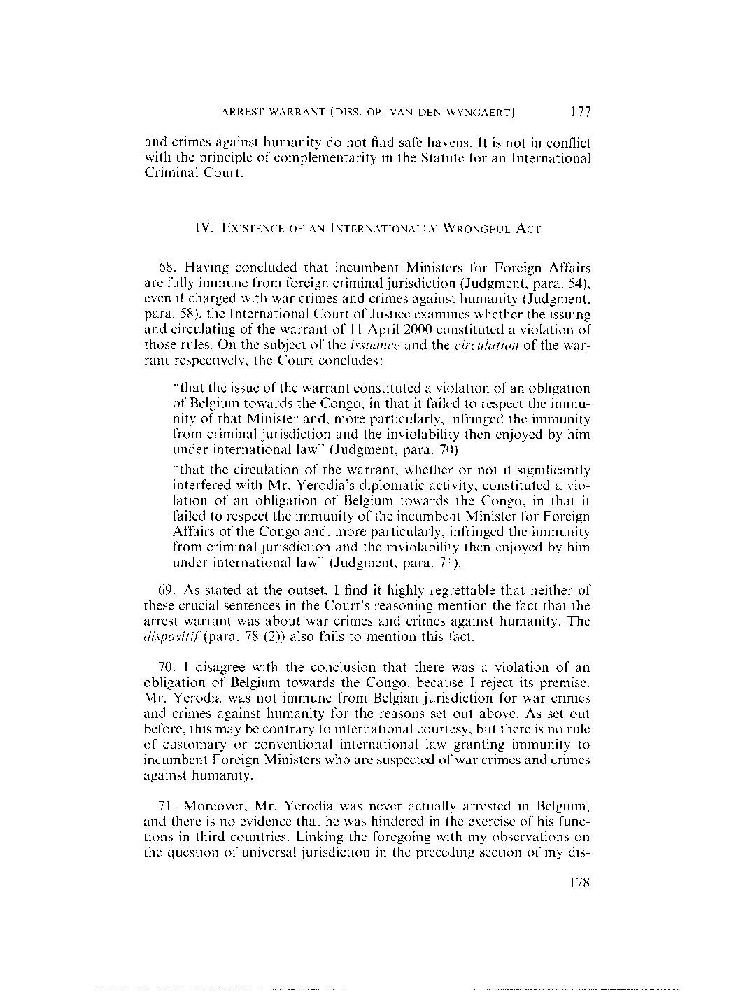 ARREST WARRANT (DISS. OP. VAN DEN WYNGAERT) 177
and crimes against humanity do not find safe havens. It is not in conflict
with the principle of complementarity in the Statute for an International
Criminal Court.
IV. EXISTENCE OF AN INTERNATIONALLY WRONGFUL ACT
68. Having concluded that incumbent Ministers for Foreign Affairs
are fully immune from foreign criminal jurisdiction (Judgment, para. 54),
even if charged with war crimes and crimes against humanity (Judgment,
para. 58), the International Court of Justice examines whether the issuing
and circulating of the warrant of 11 April 2000 constituted a violation of
those rules. On the subject of the issuance and the circulation of the war-
rant respectively, the Court concludes:
"that the issue of the warrant constituted a violation of an obligation
of Belgium towards the Congo, in that it failed to respect the immu-
nity of that Minister and, more particularly, infringed the immunity
from criminal jurisdiction and the inviolability then enjoyed by him
under international law" (Judgment, para. 70)
"that the circulation of the warrant, whether or not it significantly
interfered with Mr. Yerodia's diplomatic activity, constituted a vio-
lation of an obligation of Belgium towards the Congo, in that it
failed to respect the immunity of the incumbent Minister for Foreign
Affairs of the Congo and, more particularly, infringed the immunity
from criminal jurisdiction and the inviolability then enjoyed by him
under international law" (Judgment, para. 71).
69. As stated at the outset, I find it highly regrettable that neither of
these crucial sentences in the Court's reasoning mention the fact that the
arrest warrant was about war crimes and crimes against humanity. The
dispositif (para. 78 (2)) also fails to mention this fact.
70. I disagree with the conclusion that there was a violation of an
obligation of Belgium towards the Congo, because I reject its premise.
Mr. Yerodia was not immune from Belgian jurisdiction for war crimes
and crimes against humanity for the reasons set out above. As set out
before, this may be contrary to international courtesy, but there is no rule
of customary or conventional international law granting immunity to
incumbent Foreign Ministers who are suspected of war crimes and crimes
against humanity.
71. Moreover, Mr. Yerodia was never actually arrested in Belgium,
and there is no evidence that he was hindered in the exercise of his func-
tions in third countries. Linking the foregoing with my observations on
the question of universal jurisdiction in the preceding section of my dis-
178